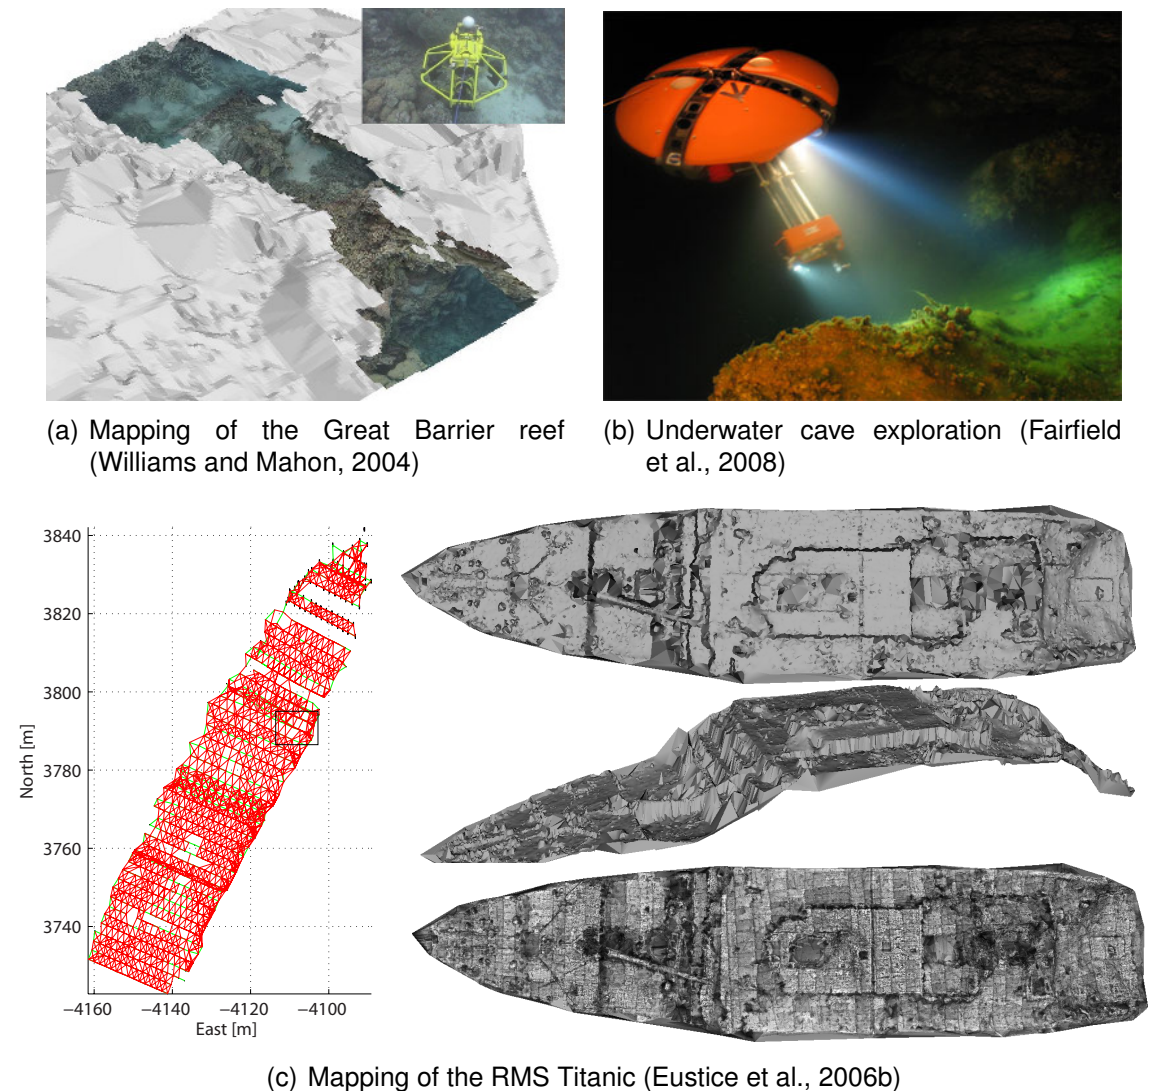 6
(a) Mapping of the Great Barrier reef
(Williams and Mahon, 2004)
(b) Underwater cave exploration (Fairfield
et al., 2008)
3840
3820
3800
3780
3760
3740
North [m]
−4160 −4140 −4120 −4100
East [m]
(c) Mapping of the RMS Titanic (Eustice et al., 2006b)